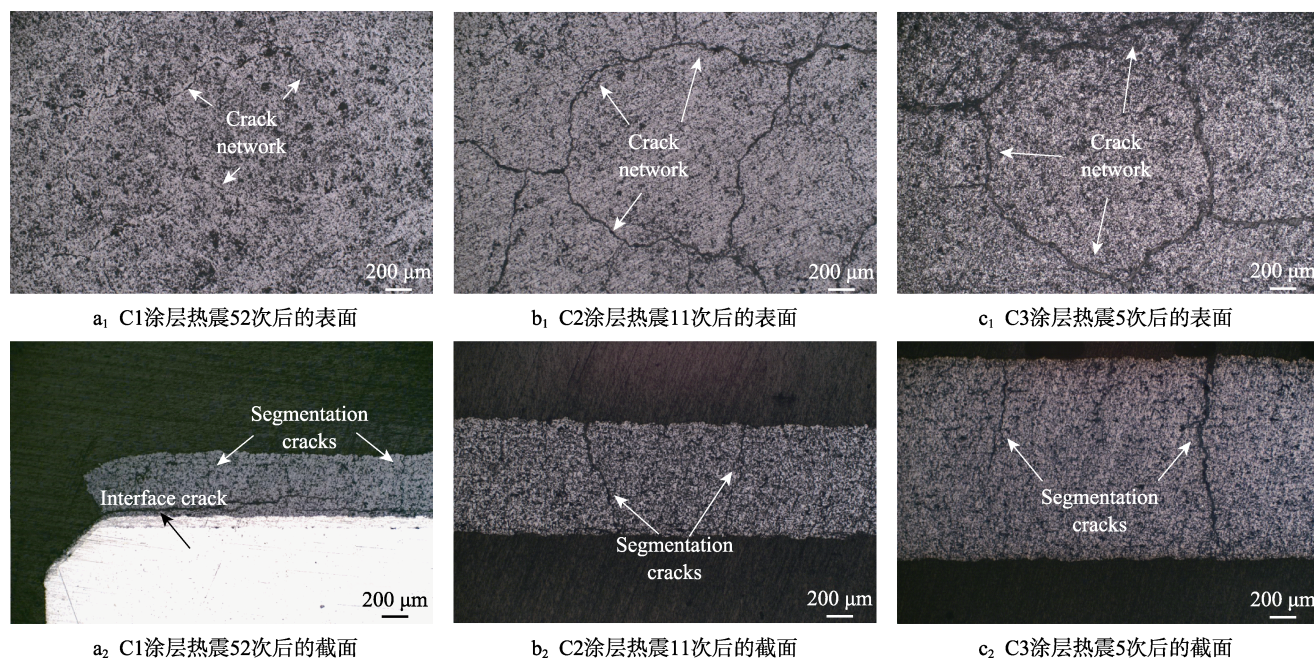 Crack
network
200 μm
Crack
network
200 μm
Crack
network
200 μm
a₁ C1涂层热震52次后的表面
b₁ C2涂层热震11次后的表面
c₁ C3涂层热震5次后的表面
Segmentation
cracks
Interface crack
200 μm
Segmentation
cracks
200 μm
Segmentation
cracks
200 μm
a₂ C1涂层热震52次后的截面
b₂ C2涂层热震11次后的截面
c₂ C3涂层热震5次后的截面